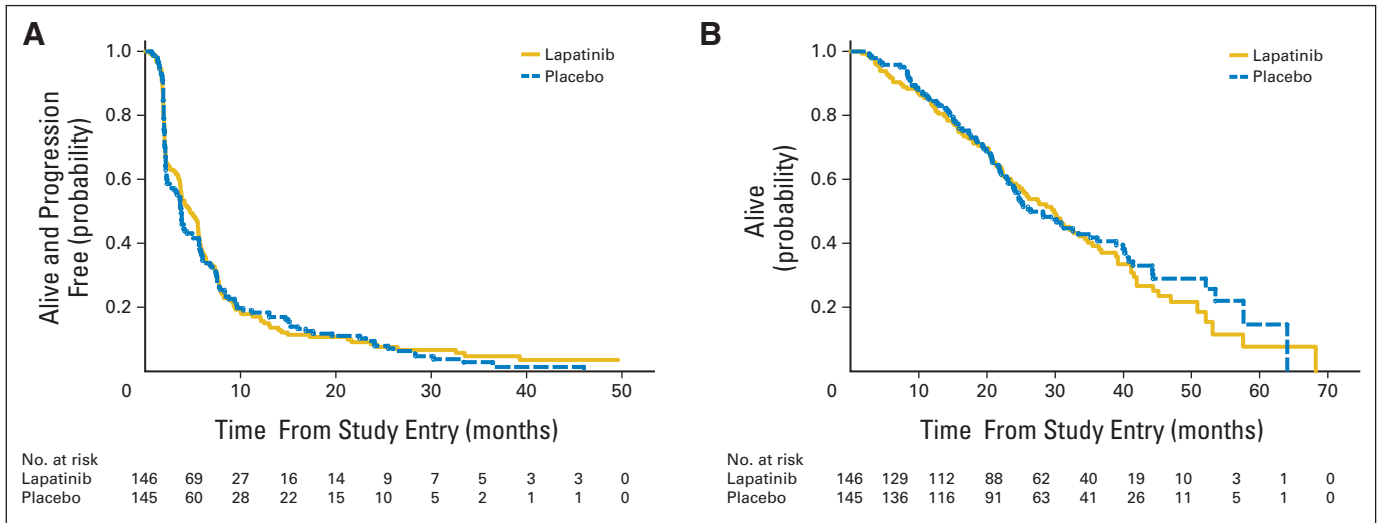 A
1.0
0.8
0.6
0.4
0.2
Alive and Progression
Free (probability)
Lapatinib
Placebo
0 10 20 30 40 50
Time From Study Entry (months)
No. at risk
Lapatinib 146 69 27 16 14 9 7 5 3 3 0
Placebo 145 60 28 22 15 10 5 2 1 1 0
B
1.0
0.8
0.6
0.4
0.2
Alive
(probability)
Lapatinib
Placebo
0 10 20 30 40 50 60 70
Time From Study Entry (months)
No. at risk
Lapatinib 146 129 112 88 62 40 19 10 3 1 0
Placebo 145 136 116 91 63 41 26 11 5 1 0